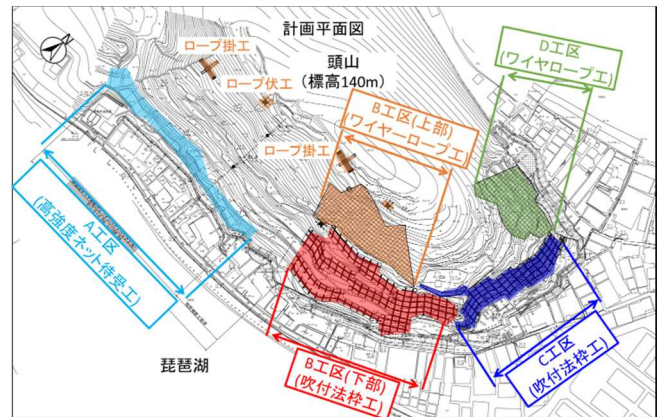 計画平面図
頭山
(標高140m)
ロープ掛工
ロープ伏工
ロープ掛工
D工区
(ワイヤロープ工)
B工区(上部)
(ワイヤーロープ工)
A工区
(高強度ネット待受工)
B工区(下部)
(吹付法枠工)
C工区
(吹付法枠工)
琵琶湖